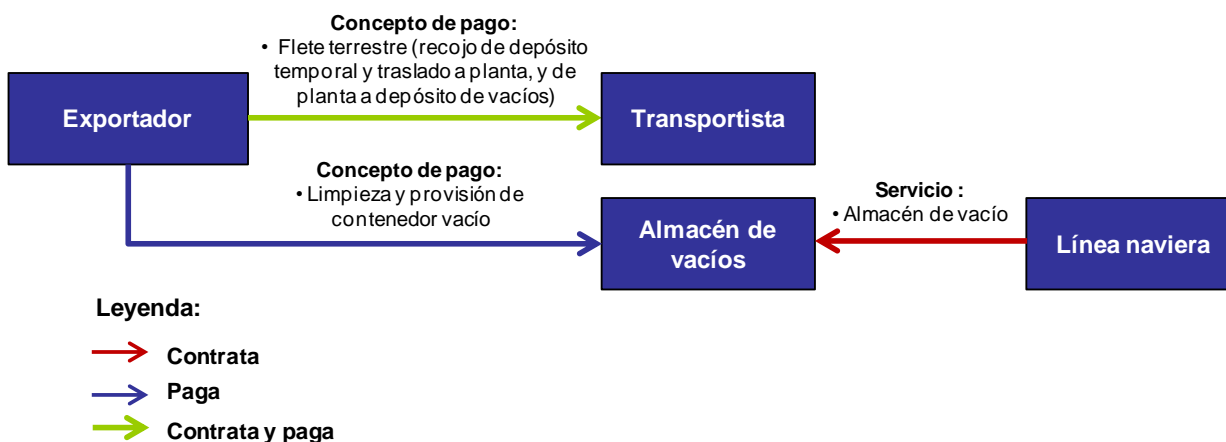 Concepto de pago:
• Flete terrestre (recojo de depósito
temporal y traslado a planta, y de
planta a depósito de vacíos)
Exportador
Transportista
Concepto de pago:
• Limpieza y provisión de
contenedor vacío
Servicio :
• Almacén de vacío
Almacén de
vacíos
Línea naviera
Leyenda:
Contrata
Paga
Contrata y paga